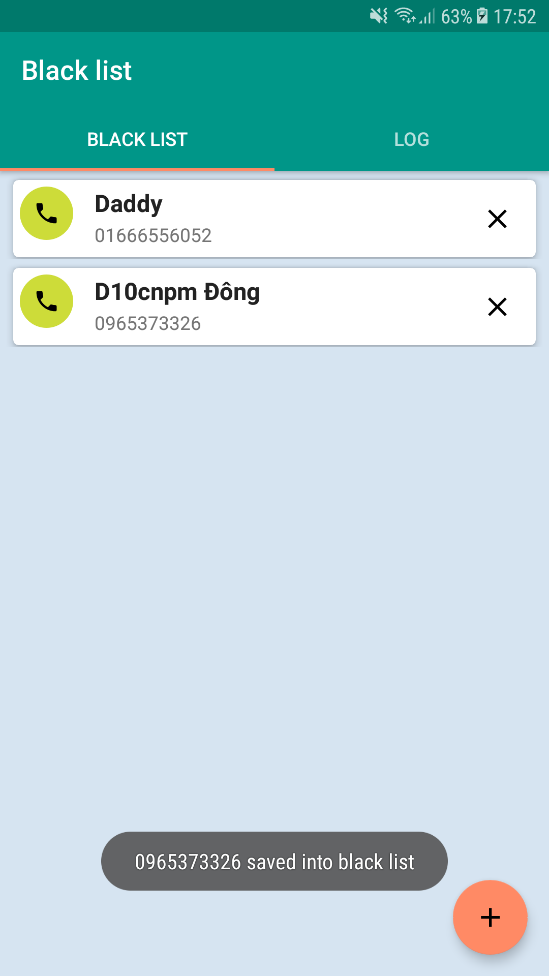 63% 17:52
Black list
BLACK LIST LOG
Daddy
01666556052
D10cnpm Đông
0965373326
0965373326 saved into black list